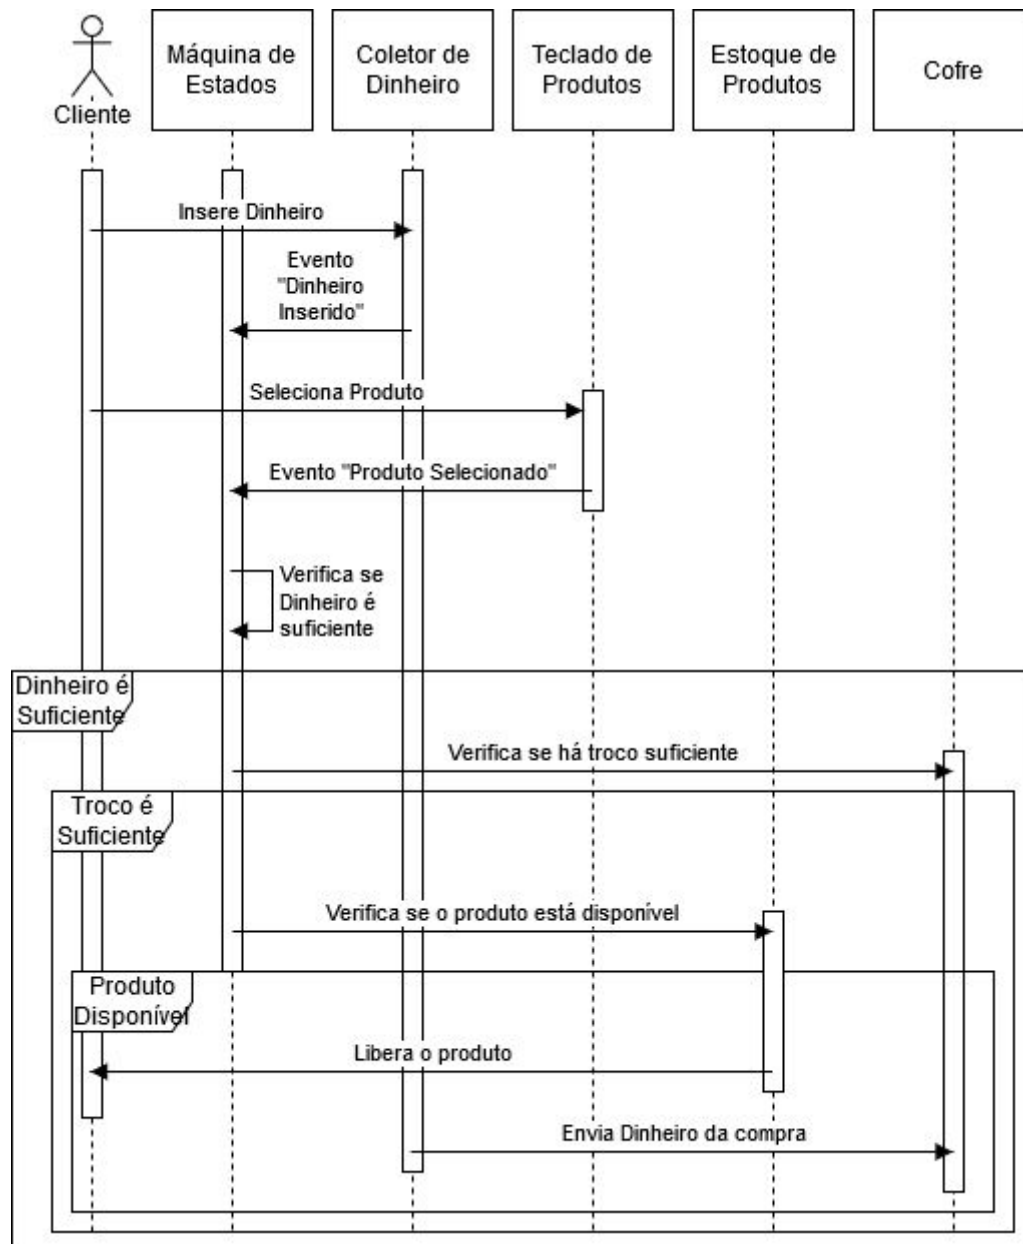 Cliente
Máquina de
Estados
Coletor de
Dinheiro
Teclado de
Produtos
Estoque de
Produtos
Cofre
Insere Dinheiro
Evento
"Dinheiro
Inserido"
Seleciona Produto
Evento "Produto Selecionado"
Verifica se
Dinheiro é
suficiente
Dinheiro é
Suficiente
Verifica se há troco suficiente
Troco é
Suficiente
Verifica se o produto está disponível
Produto
Disponível
Libera o produto
Envia Dinheiro da compra